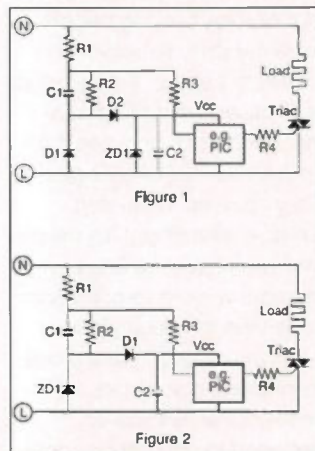 N
R1
Load
C1
R2
R3
D2
Vcc
Triac
D1
ZD1
C2
e.g.
PIC
R4
L
Figure 1
N
R1
Load
C1
R2
R3
D1
Vcc
Triac
ZD1
C2
e.g.
PIC
R4
L
Figure 2